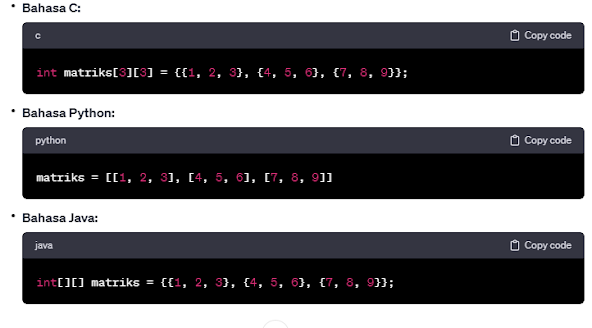 • Bahasa C:
c Copy code
int matriks[3][3] = {{1, 2, 3}, {4, 5, 6}, {7, 8, 9}};
• Bahasa Python:
python Copy code
matriks = [[1, 2, 3], [4, 5, 6], [7, 8, 9]]
• Bahasa Java:
java Copy code
int[][] matriks = {{1, 2, 3}, {4, 5, 6}, {7, 8, 9}};